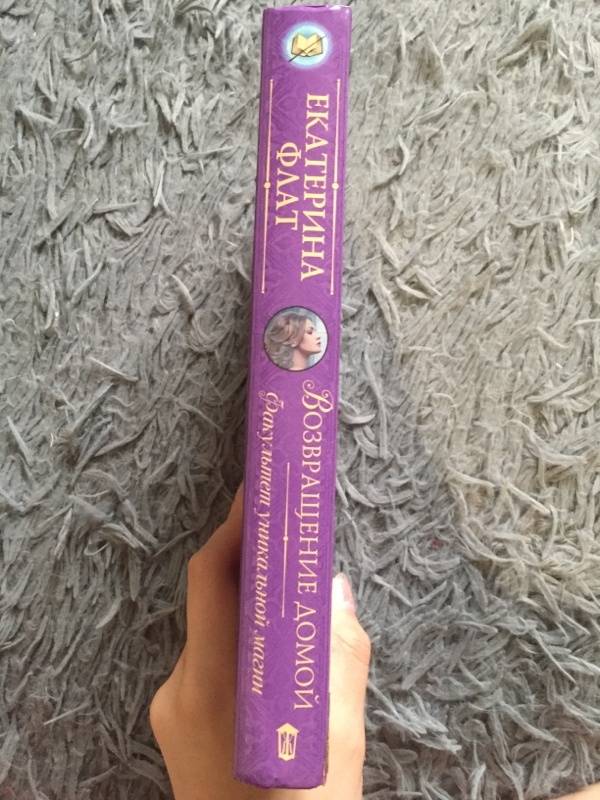 ЕКАТЕРИНА
ФЛАТ
ВОЗВРАЩЕНИЕ ДОМОЙ
Факультет уникальной магии